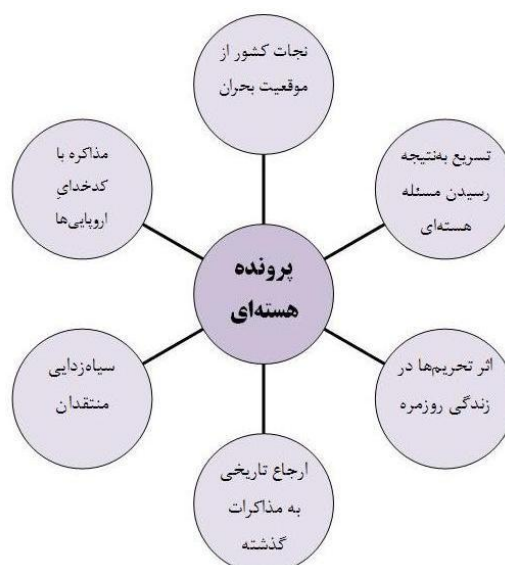 نجات کشور از
موقعیت بحران
تسریع به‌نتیجه
رسیدن مسئله
هسته‌ای
اثر تحریم‌ها در
زندگی روزمره
ارجاع تاریخی
به مذاکرات
گذشته
سیاه‌زدایی
منتقدان
مذاکره با
کدخدایِ
اروپایی‌ها
پرونده
هسته‌ای